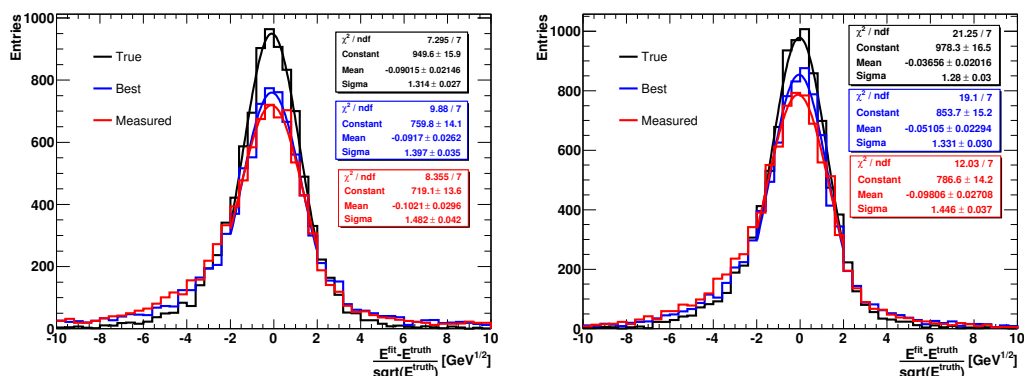 Entries
1000
800
600
400
200
0
True
Best
Measured
χ² / ndf 7.295 / 7
Constant 949.6 ± 15.9
Mean -0.09015 ± 0.02146
Sigma 1.314 ± 0.027
χ² / ndf 9.88 / 7
Constant 759.8 ± 14.1
Mean -0.0917 ± 0.0262
Sigma 1.397 ± 0.035
χ² / ndf 8.355 / 7
Constant 719.1 ± 13.6
Mean -0.1021 ± 0.0296
Sigma 1.482 ± 0.042
-10 -8 -6 -4 -2 0 2 4 6 8 10
E^fit-E^truth
sqrt(E^truth) [GeV^1/2]
Entries
1000
800
600
400
200
0
True
Best
Measured
χ² / ndf 21.25 / 7
Constant 978.3 ± 16.5
Mean -0.03656 ± 0.02016
Sigma 1.28 ± 0.03
χ² / ndf 19.1 / 7
Constant 853.7 ± 15.2
Mean -0.05105 ± 0.02294
Sigma 1.331 ± 0.030
χ² / ndf 12.03 / 7
Constant 786.6 ± 14.2
Mean -0.09806 ± 0.02708
Sigma 1.446 ± 0.037
-10 -8 -6 -4 -2 0 2 4 6 8 10
E^fit-E^truth
sqrt(E^truth) [GeV^1/2]